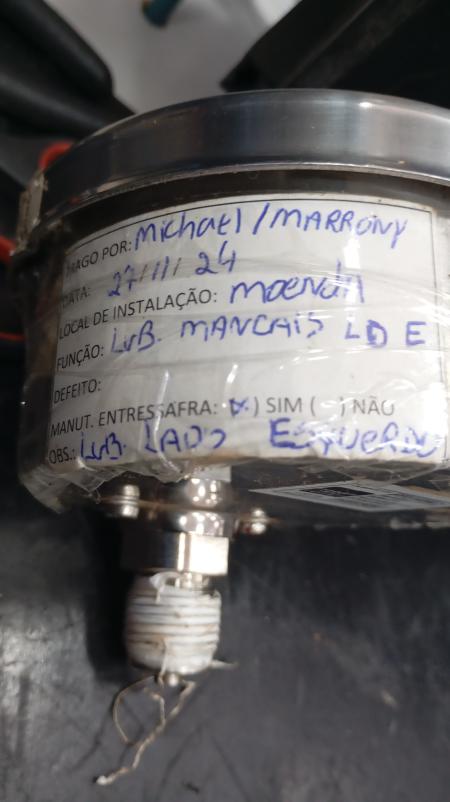 TRAGO POR: Michael/MARRONY
DATA: 27/11/24
LOCAL DE INSTALAÇÃO: moenda
FUNÇÃO: LuB. MANCAIS LD E
DEFEITO:
MANUT. ENTRESSAFRA: (X) SIM ( ) NÃO
OBS.: LuB. LADO ESQUERDO